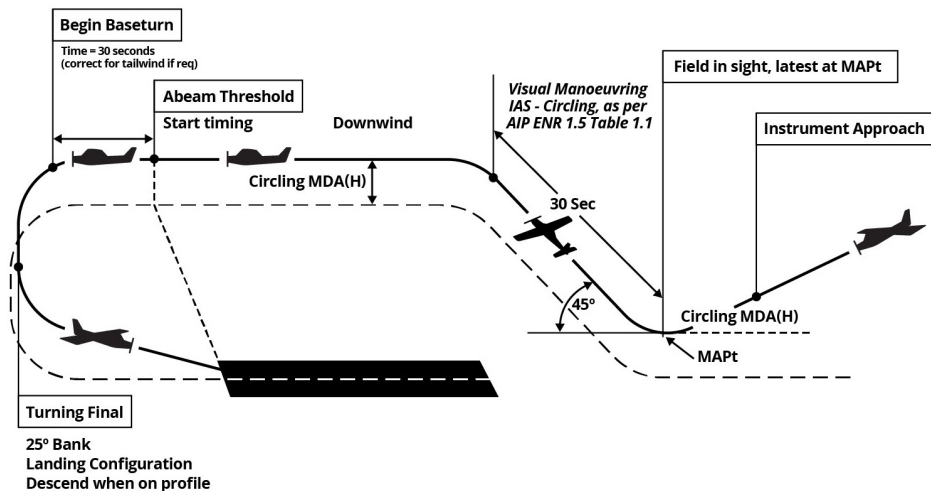 Begin Baseturn
Time = 30 seconds
(correct for tailwind if req)
Abeam Threshold
Start timing
Downwind
Circling MDA(H)
Visual Manoeuvring
IAS - Circling, as per
AIP ENR 1.5 Table 1.1
Field in sight, latest at MAPt
Instrument Approach
30 Sec
45º
Circling MDA(H)
MAPt
Turning Final
25º Bank
Landing Configuration
Descend when on profile